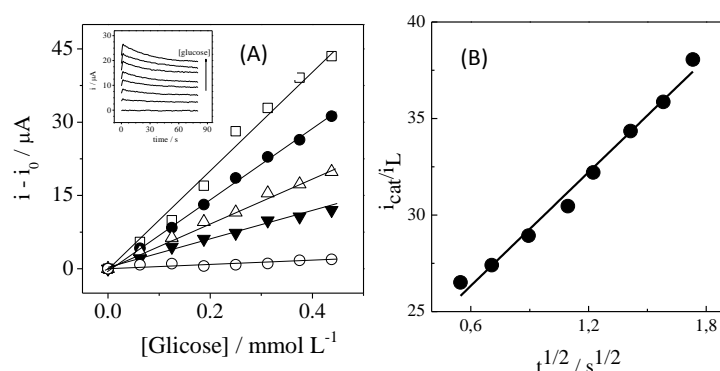 (A)
i - i0 / μA
45
30
15
0
0.0 0.2 0.4
[Glicose] / mmol L-1
i / μA
30
20
10
0
0 30 60 90
time / s
[glucose]
(B)
icat/iL
40
35
30
25
0,6 1,2 1,8
t1/2 / s1/2